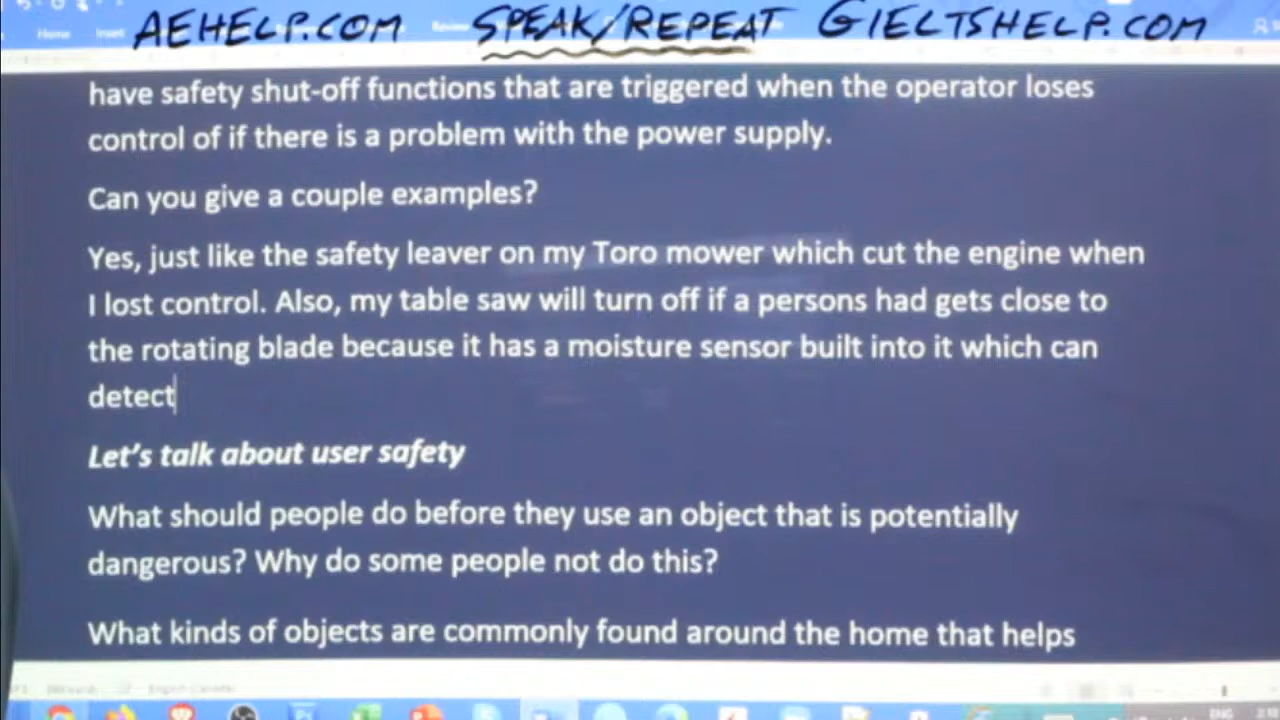 Home Insert Review
AEHELP.COM SPEAK/REPEAT GIELTSHELP.COM
have safety shut-off functions that are triggered when the operator loses
control of if there is a problem with the power supply.
Can you give a couple examples?
Yes, just like the safety leaver on my Toro mower which cut the engine when
I lost control. Also, my table saw will turn off if a persons had gets close to
the rotating blade because it has a moisture sensor built into it which can
detect
Let's talk about user safety
What should people do before they use an object that is potentially
dangerous? Why do some people not do this?
What kinds of objects are commonly found around the home that helps
English (Canada)
ENG